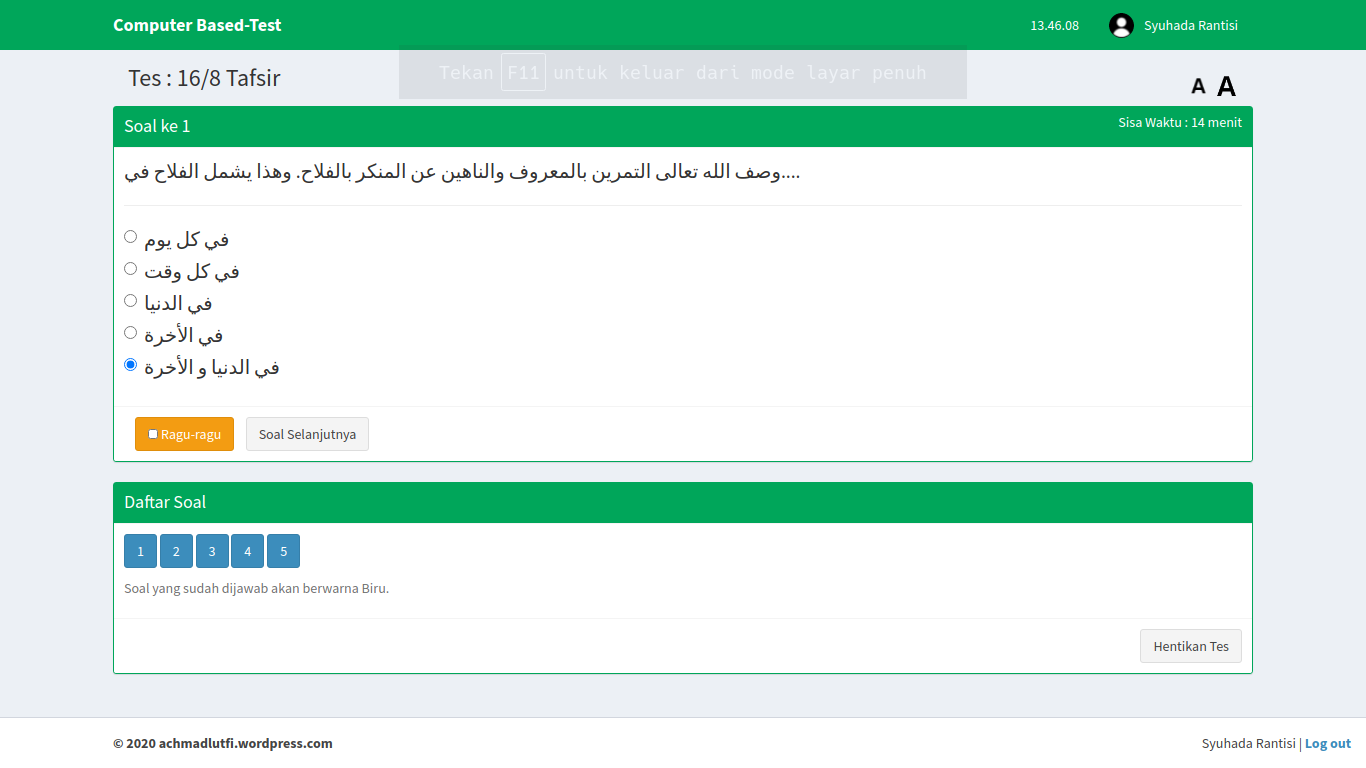 Computer Based-Test
13.46.08
Syuhada Rantisi
Tekan F11 untuk keluar dari mode layar penuh
Tes : 16/8 Tafsir
A A
Soal ke 1
Sisa Waktu : 14 menit
وصف الله تعالى التمرين بالمعروف والناهين عن المنكر بالفلاح. وهذا يشمل الفلاح في....
في كل يوم
في كل وقت
في الدنيا
في الأخرة
في الدنيا و الأخرة
Ragu-ragu
Soal Selanjutnya
Daftar Soal
1 2 3 4 5
Soal yang sudah dijawab akan berwarna Biru.
Hentikan Tes
© 2020 achmadlutfi.wordpress.com
Syuhada Rantisi | Log out